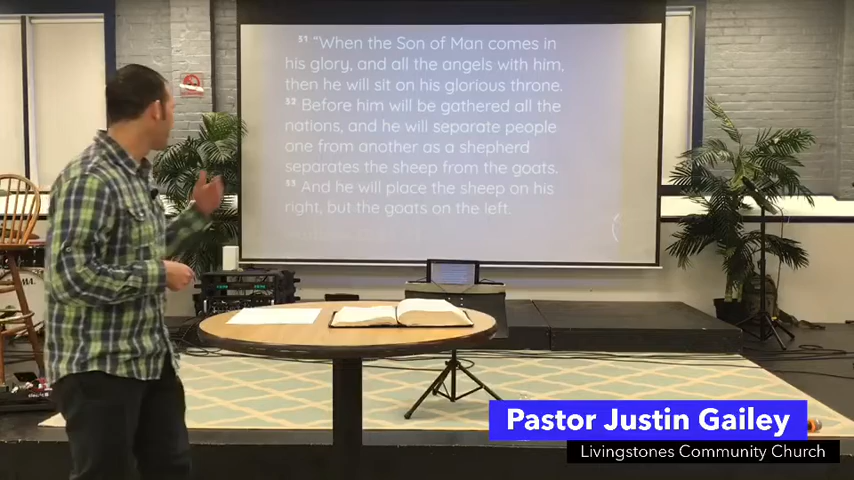 31 “When the Son of Man comes in
his glory, and all the angels with him,
then he will sit on his glorious throne.
32 Before him will be gathered all the
nations, and he will separate people
one from another as a shepherd
separates the sheep from the goats.
33 And he will place the sheep on his
right, but the goats on the left.
Pastor Justin Gailey
Livingstones Community Church